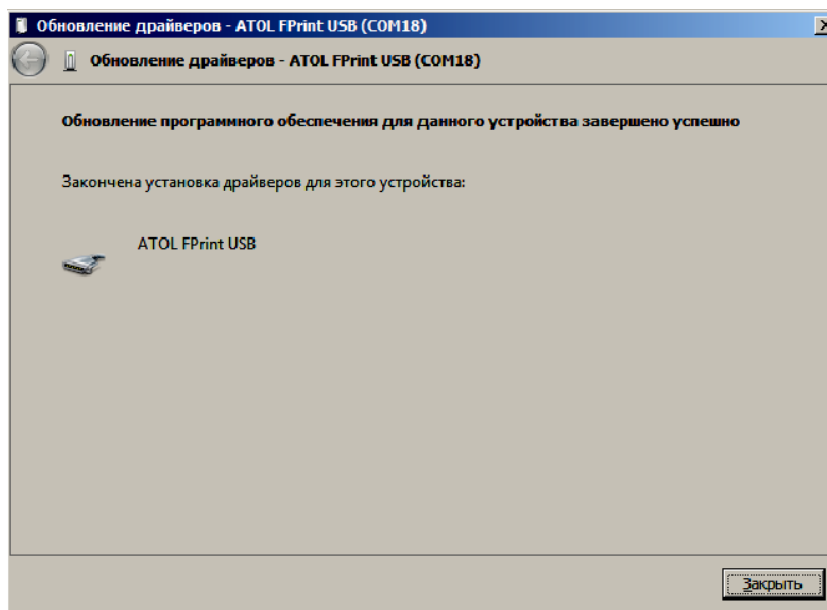 Обновление драйверов - ATOL FPrint USB (COM18)
Обновление драйверов - ATOL FPrint USB (COM18)
Обновление программного обеспечения для данного устройства завершено успешно
Закончена установка драйверов для этого устройства:
ATOL FPrint USB
Закрыть